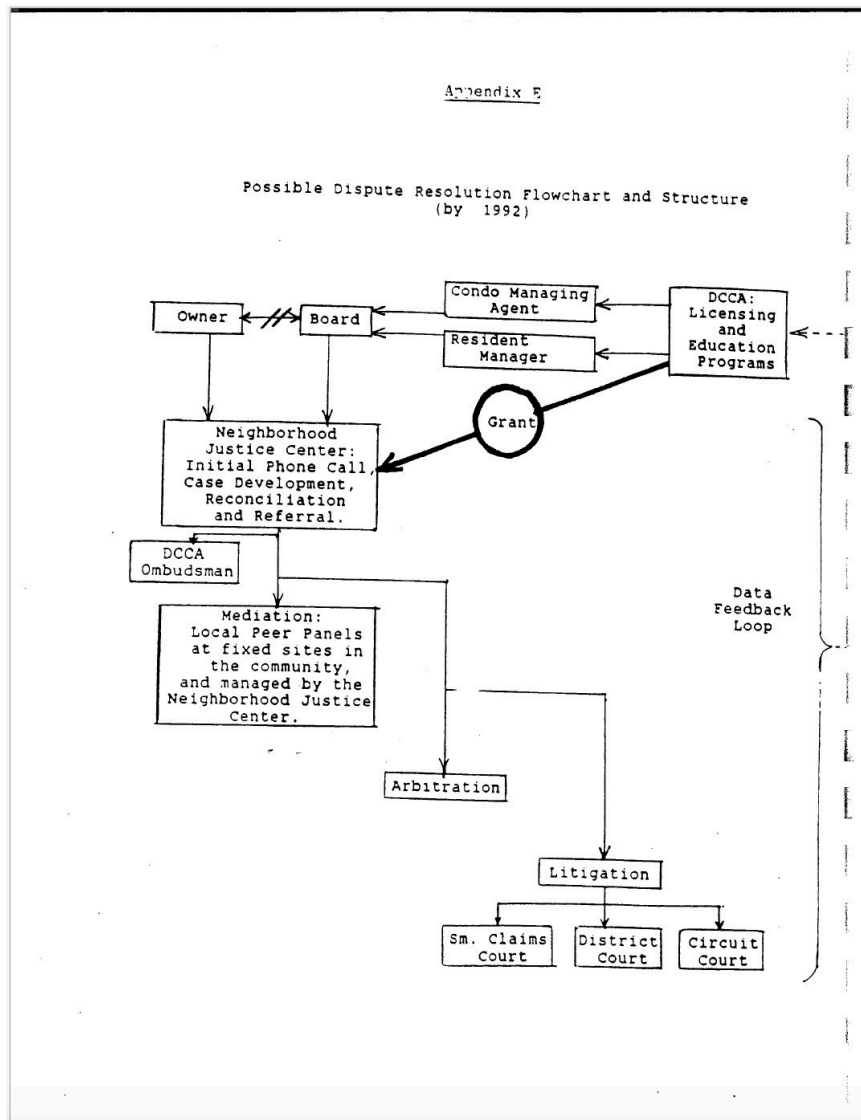 Appendix E
Possible Dispute Resolution Flowchart and Structure
(by 1992)
Owner
Board
Condo Managing
Agent
Resident
Manager
DCCA:
Licensing
and
Education
Programs
Grant
Neighborhood
Justice Center:
Initial Phone Call,
Case Development,
Reconciliation
and Referral.
DCCA
Ombudsman
Mediation:
Local Peer Panels
at fixed sites in
the community,
and managed by the
Neighborhood Justice
Center.
Data
Feedback
Loop
Arbitration
Litigation
Sm. Claims
Court
District
Court
Circuit
Court